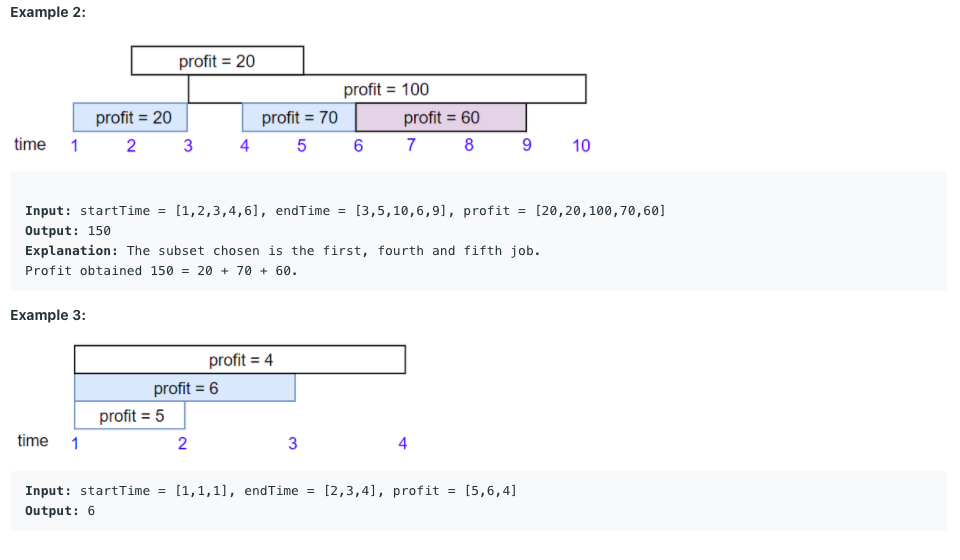 Example 2:
profit = 20
profit = 100
profit = 20 profit = 70 profit = 60
time 1 2 3 4 5 6 7 8 9 10
Input: startTime = [1,2,3,4,6], endTime = [3,5,10,6,9], profit = [20,20,100,70,60]
Output: 150
Explanation: The subset chosen is the first, fourth and fifth job.
Profit obtained 150 = 20 + 70 + 60.
Example 3:
profit = 4
profit = 6
profit = 5
time 1 2 3 4
Input: startTime = [1,1,1], endTime = [2,3,4], profit = [5,6,4]
Output: 6